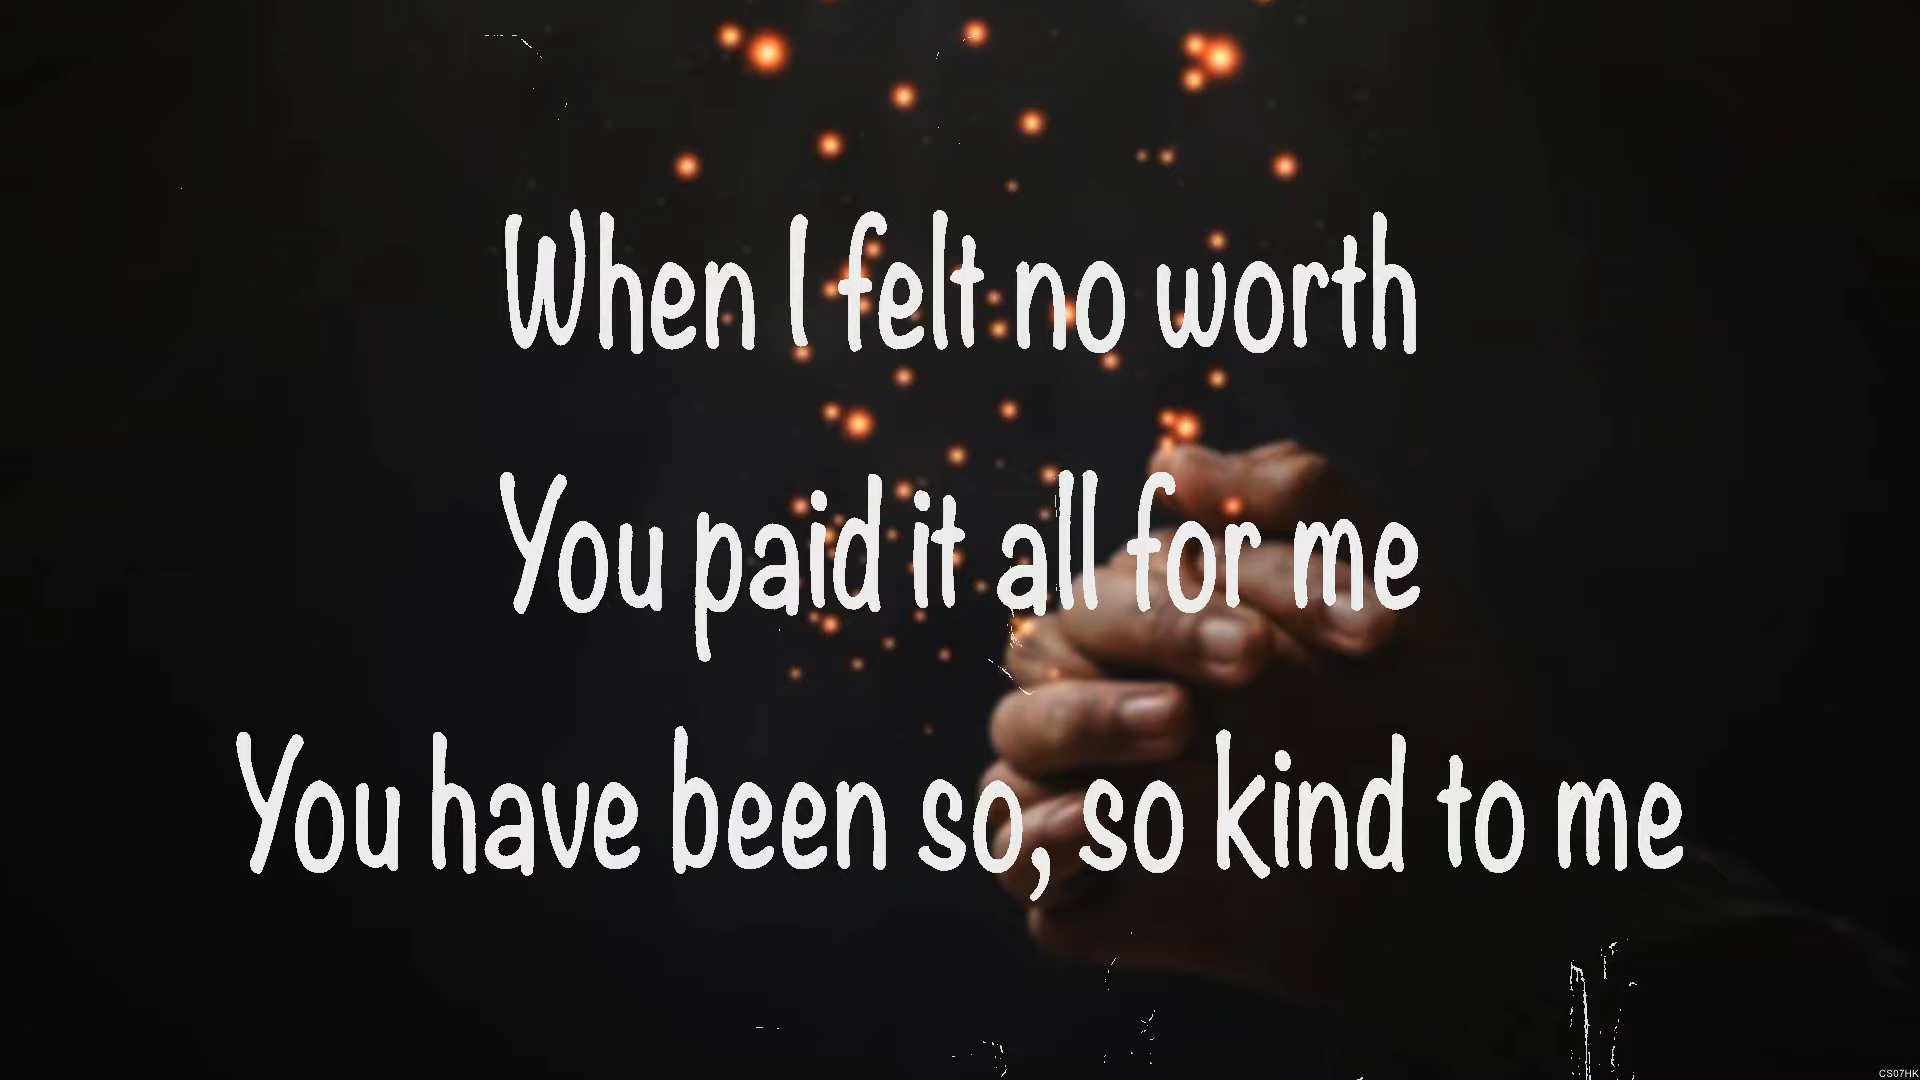 When I felt no worth
You paid it all for me
You have been so, so kind to me
CS07HK